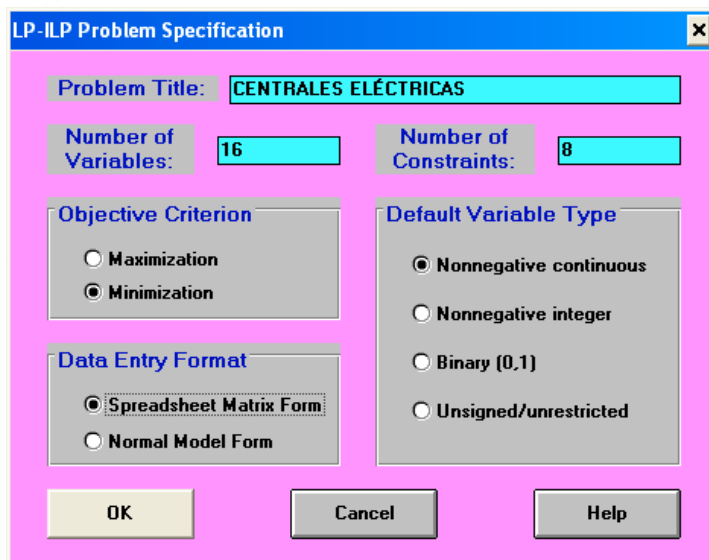 LP-ILP Problem Specification
Problem Title: CENTRALES ELÉCTRICAS
Number of Variables: 16
Number of Constraints: 8
Objective Criterion
Maximization
Minimization
Data Entry Format
Spreadsheet Matrix Form
Normal Model Form
Default Variable Type
Nonnegative continuous
Nonnegative integer
Binary (0,1)
Unsigned/unrestricted
OK
Cancel
Help